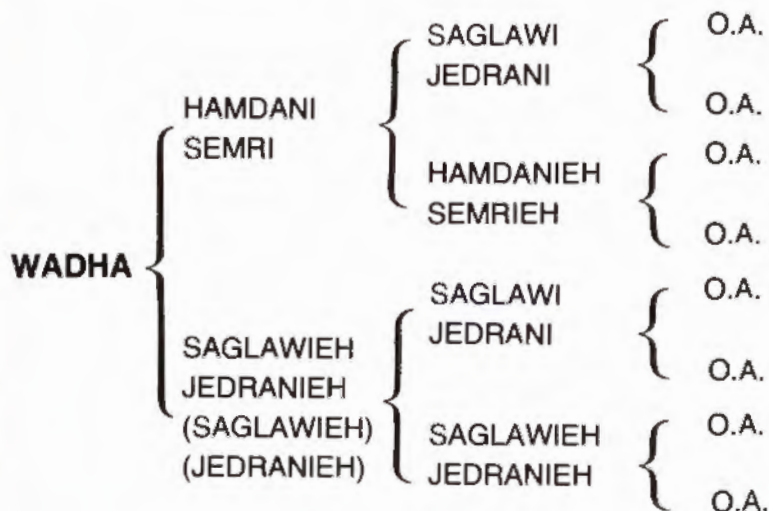 SAGLAWI
JEDRANI
O.A.
O.A.
HAMDANI
SEMRI
HAMDANIEH
SEMRIEH
O.A.
O.A.
WADHA
SAGLAWIEH
JEDRANIEH
(SAGLAWIEH)
(JEDRANIEH)
SAGLAWI
JEDRANI
O.A.
O.A.
SAGLAWIEH
JEDRANIEH
O.A.
O.A.